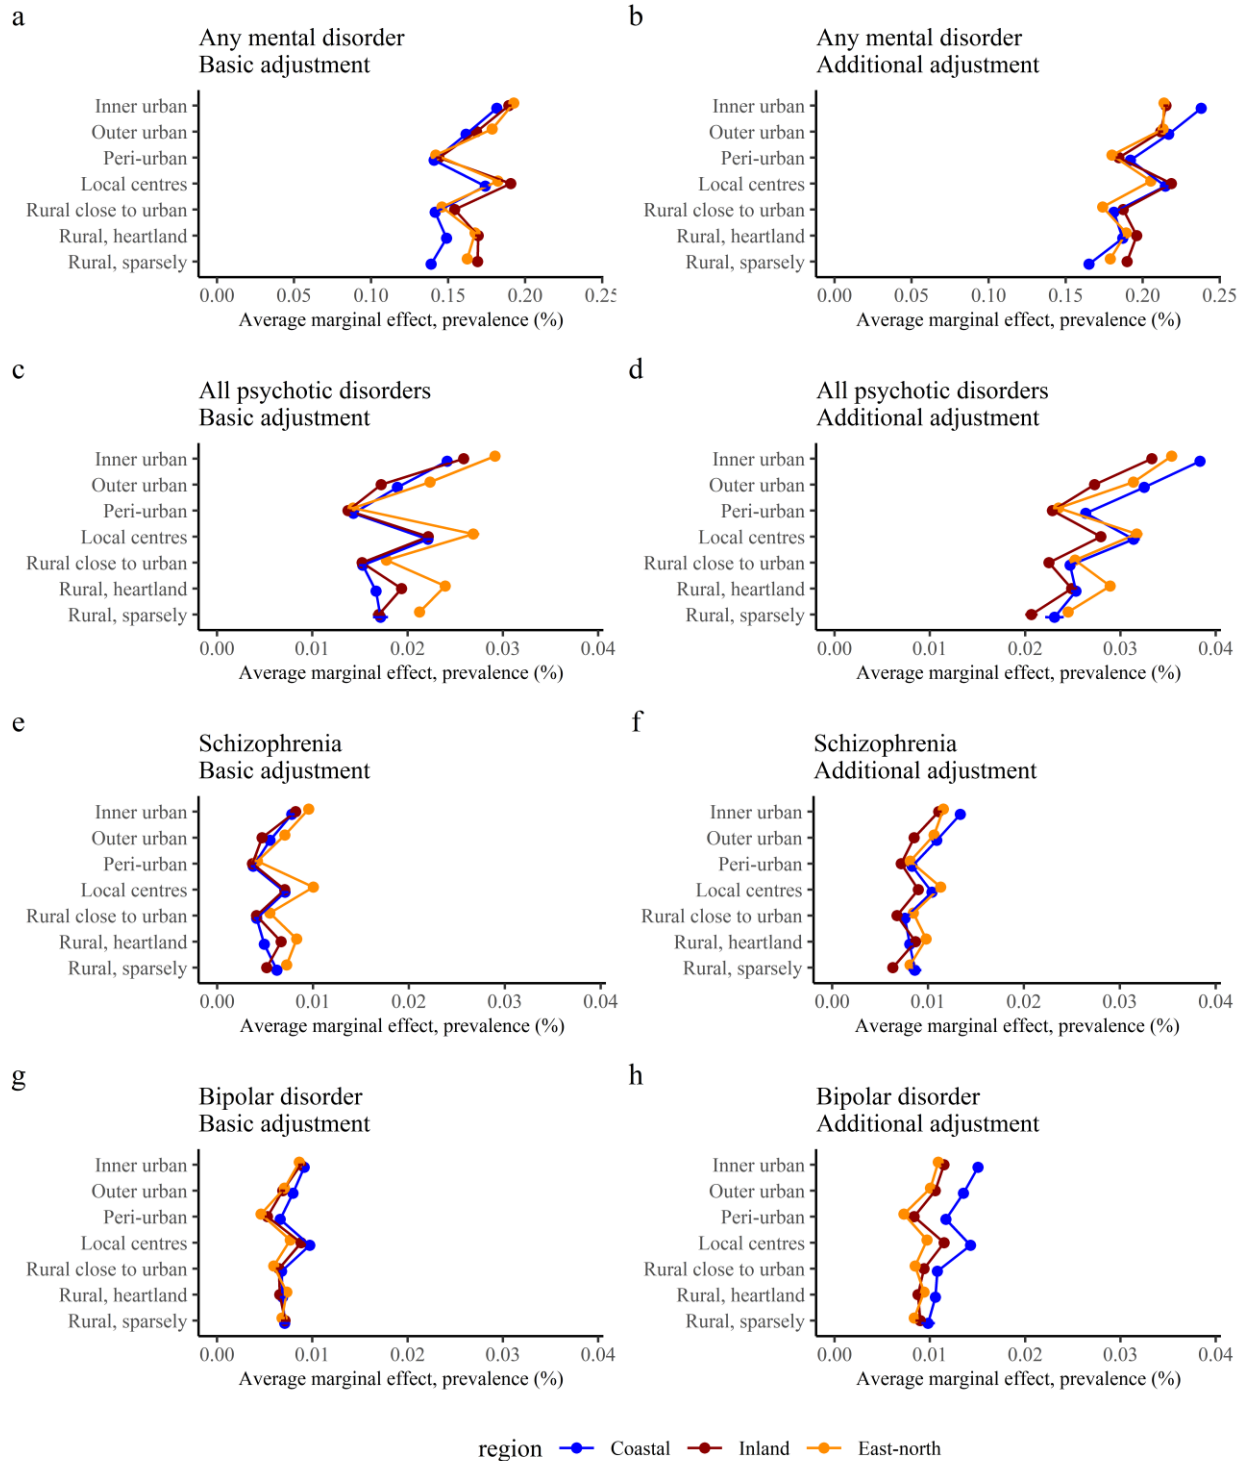 a
Any mental disorder
Basic adjustment
Inner urban
Outer urban
Peri-urban
Local centres
Rural close to urban
Rural, heartland
Rural, sparsely
0.00 0.05 0.10 0.15 0.20 0.25
Average marginal effect, prevalence (%)
b
Any mental disorder
Additional adjustment
Inner urban
Outer urban
Peri-urban
Local centres
Rural close to urban
Rural, heartland
Rural, sparsely
0.00 0.05 0.10 0.15 0.20 0.25
Average marginal effect, prevalence (%)
c
All psychotic disorders
Basic adjustment
Inner urban
Outer urban
Peri-urban
Local centres
Rural close to urban
Rural, heartland
Rural, sparsely
0.00 0.01 0.02 0.03 0.04
Average marginal effect, prevalence (%)
d
All psychotic disorders
Additional adjustment
Inner urban
Outer urban
Peri-urban
Local centres
Rural close to urban
Rural, heartland
Rural, sparsely
0.00 0.01 0.02 0.03 0.04
Average marginal effect, prevalence (%)
e
Schizophrenia
Basic adjustment
Inner urban
Outer urban
Peri-urban
Local centres
Rural close to urban
Rural, heartland
Rural, sparsely
0.00 0.01 0.02 0.03 0.04
Average marginal effect, prevalence (%)
f
Schizophrenia
Additional adjustment
Inner urban
Outer urban
Peri-urban
Local centres
Rural close to urban
Rural, heartland
Rural, sparsely
0.00 0.01 0.02 0.03 0.04
Average marginal effect, prevalence (%)
g
Bipolar disorder
Basic adjustment
Inner urban
Outer urban
Peri-urban
Local centres
Rural close to urban
Rural, heartland
Rural, sparsely
0.00 0.01 0.02 0.03 0.04
Average marginal effect, prevalence (%)
h
Bipolar disorder
Additional adjustment
Inner urban
Outer urban
Peri-urban
Local centres
Rural close to urban
Rural, heartland
Rural, sparsely
0.00 0.01 0.02 0.03 0.04
Average marginal effect, prevalence (%)
region Coastal Inland East-north